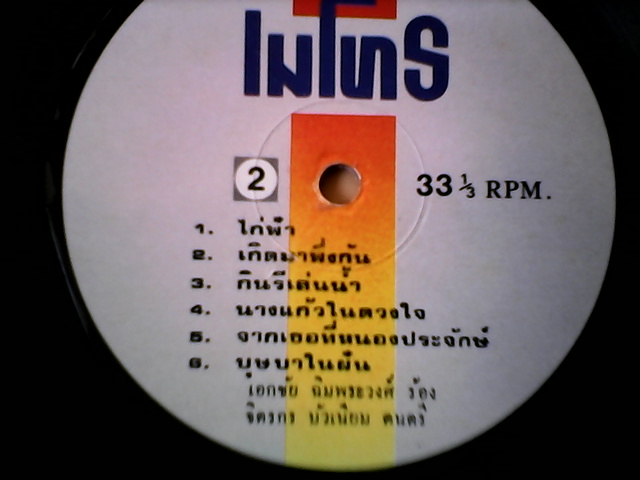 เมโทร
2
33 1/3 RPM.
1. ไก่ฟ้า
2. เกิดมาพึ่งกัน
3. กินรีเล่นน้ำ
4. นางแก้วในดวงใจ
5. จากเธอที่หนองประจักษ์
6. บุษบาในฝัน
เอกชัย ฉิมพระวงศ์ ร้อง
จิตรกร บัวเนียม ดนตรี